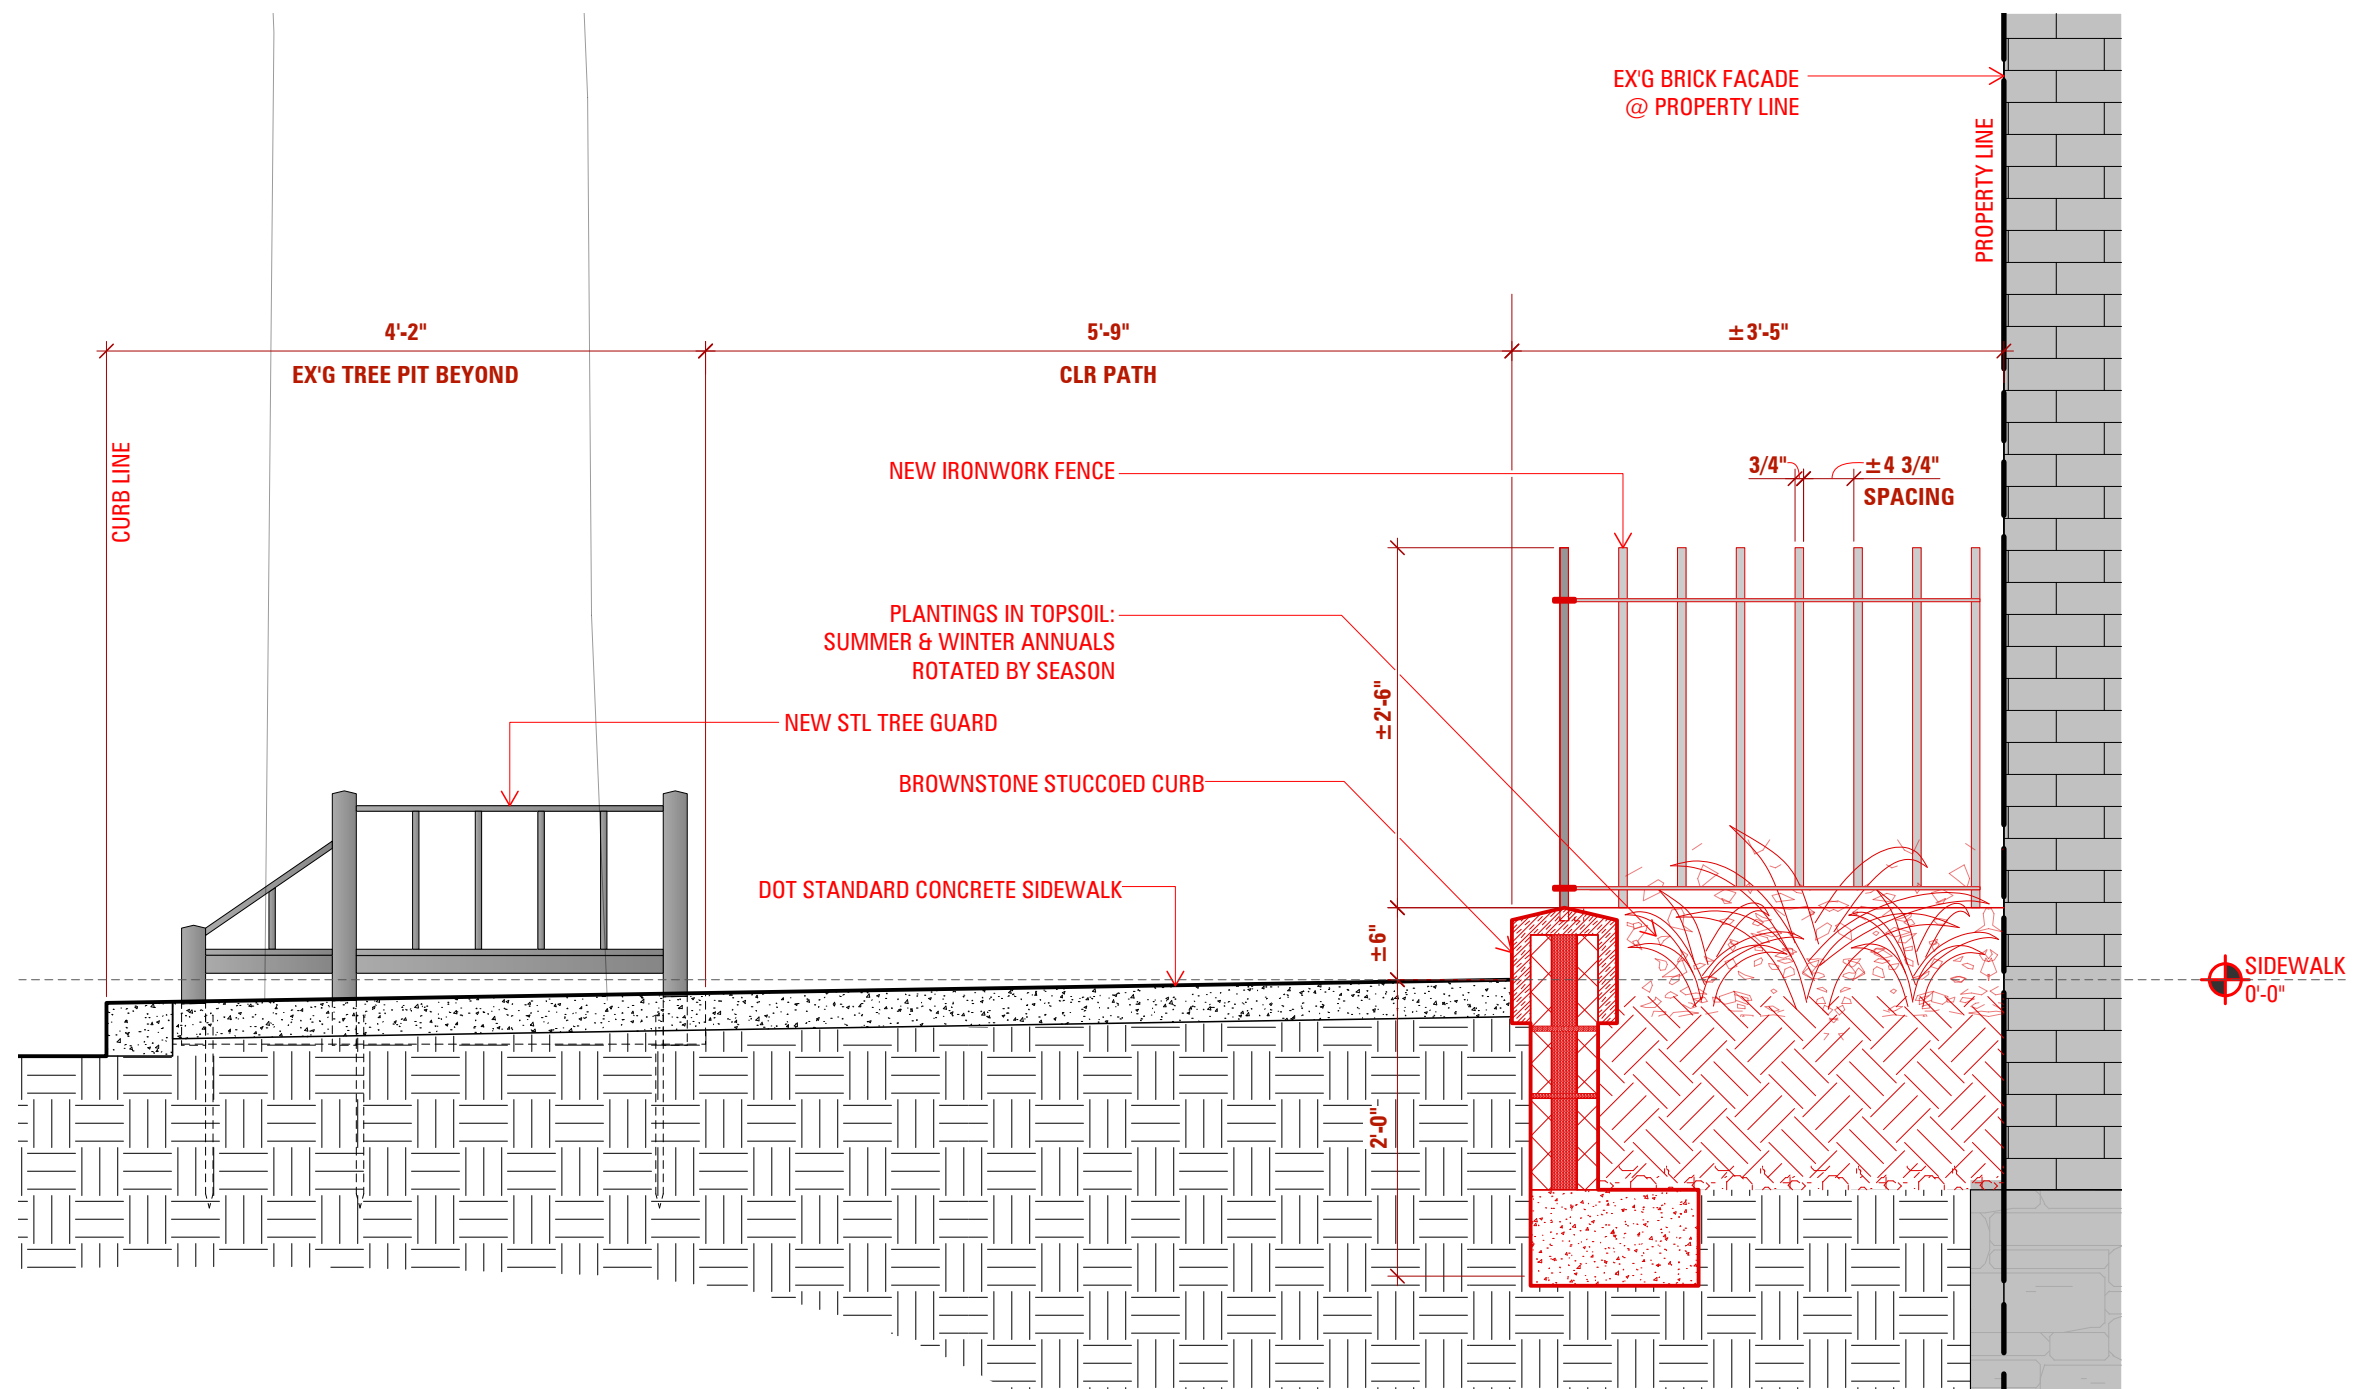 EX'G BRICK FACADE
@ PROPERTY LINE
PROPERTY LINE
4'-2"
5'-9"
±3'-5"
EX'G TREE PIT BEYOND
CLR PATH
CURB LINE
NEW IRONWORK FENCE
3/4"
±4 3/4"
SPACING
PLANTINGS IN TOPSOIL:
SUMMER & WINTER ANNUALS
ROTATED BY SEASON
±2'-6"
NEW STL TREE GUARD
BROWNSTONE STUCCOED CURB
DOT STANDARD CONCRETE SIDEWALK
±6"
SIDEWALK
0'-0"
2'-0"